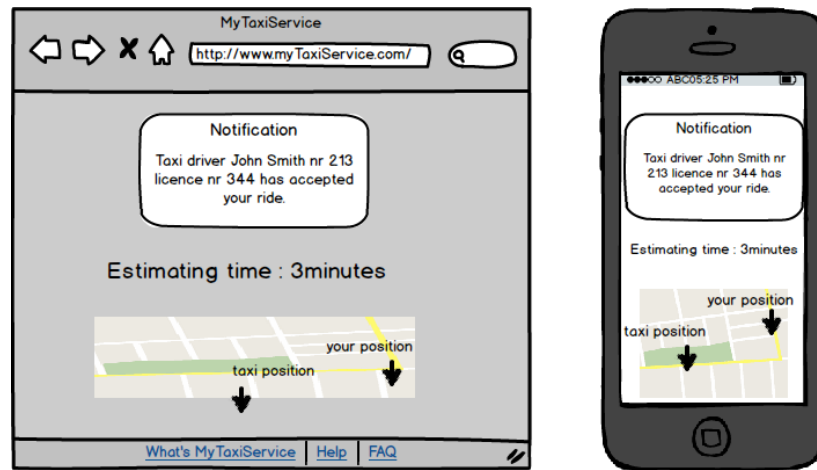 MyTaxiService
http://www.myTaxiService.com/
Notification
Taxi driver John Smith nr 213
licence nr 344 has accepted
your ride.
Estimating time : 3minutes
your position
taxi position
What's MyTaxiService
Help
FAQ
ABC05:25 PM
Notification
Taxi driver John Smith nr
213 licence nr 344 has
accepted your ride.
Estimating time : 3minutes
your position
taxi position